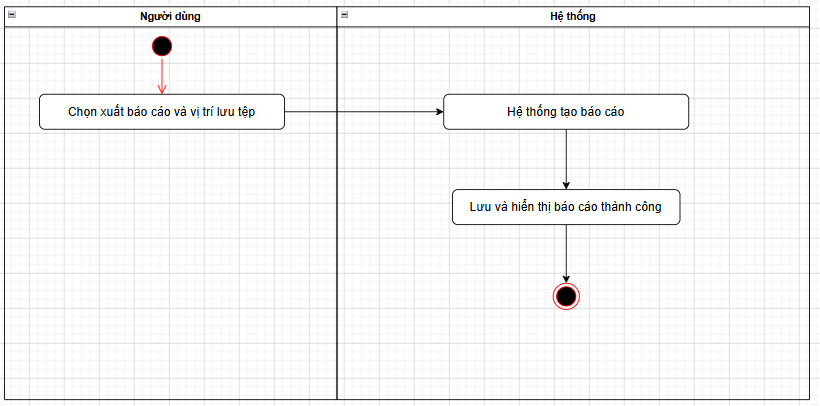 Người dùng
Hệ thống
Chọn xuất báo cáo và vị trí lưu tệp
Hệ thống tạo báo cáo
Lưu và hiển thị báo cáo thành công